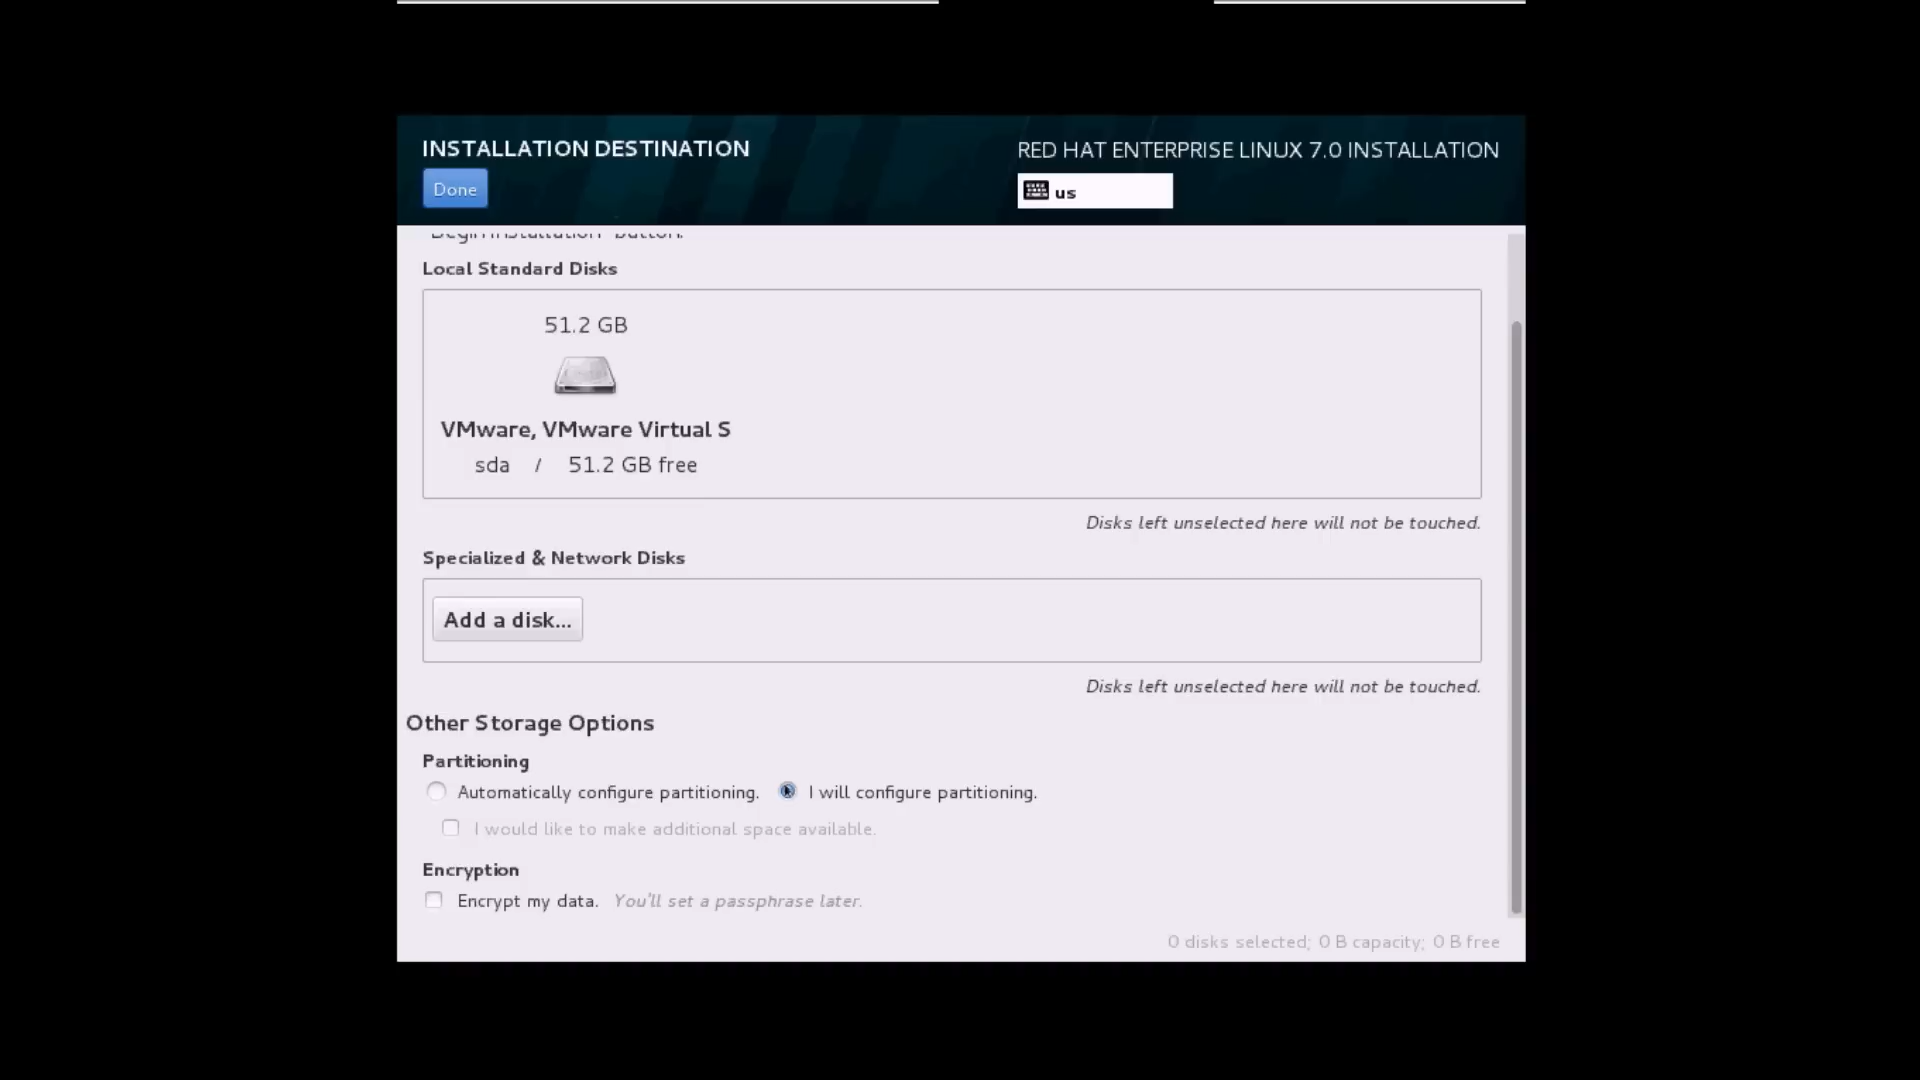 INSTALLATION DESTINATION
RED HAT ENTERPRISE LINUX 7.0 INSTALLATION
Done
us
"Begin Installation" button.
Local Standard Disks
51.2 GB
VMware, VMware Virtual S
sda / 51.2 GB free
Disks left unselected here will not be touched.
Specialized & Network Disks
Add a disk...
Disks left unselected here will not be touched.
Other Storage Options
Partitioning
Automatically configure partitioning. I will configure partitioning.
I would like to make additional space available.
Encryption
Encrypt my data. You'll set a passphrase later.
0 disks selected; 0 B capacity; 0 B free